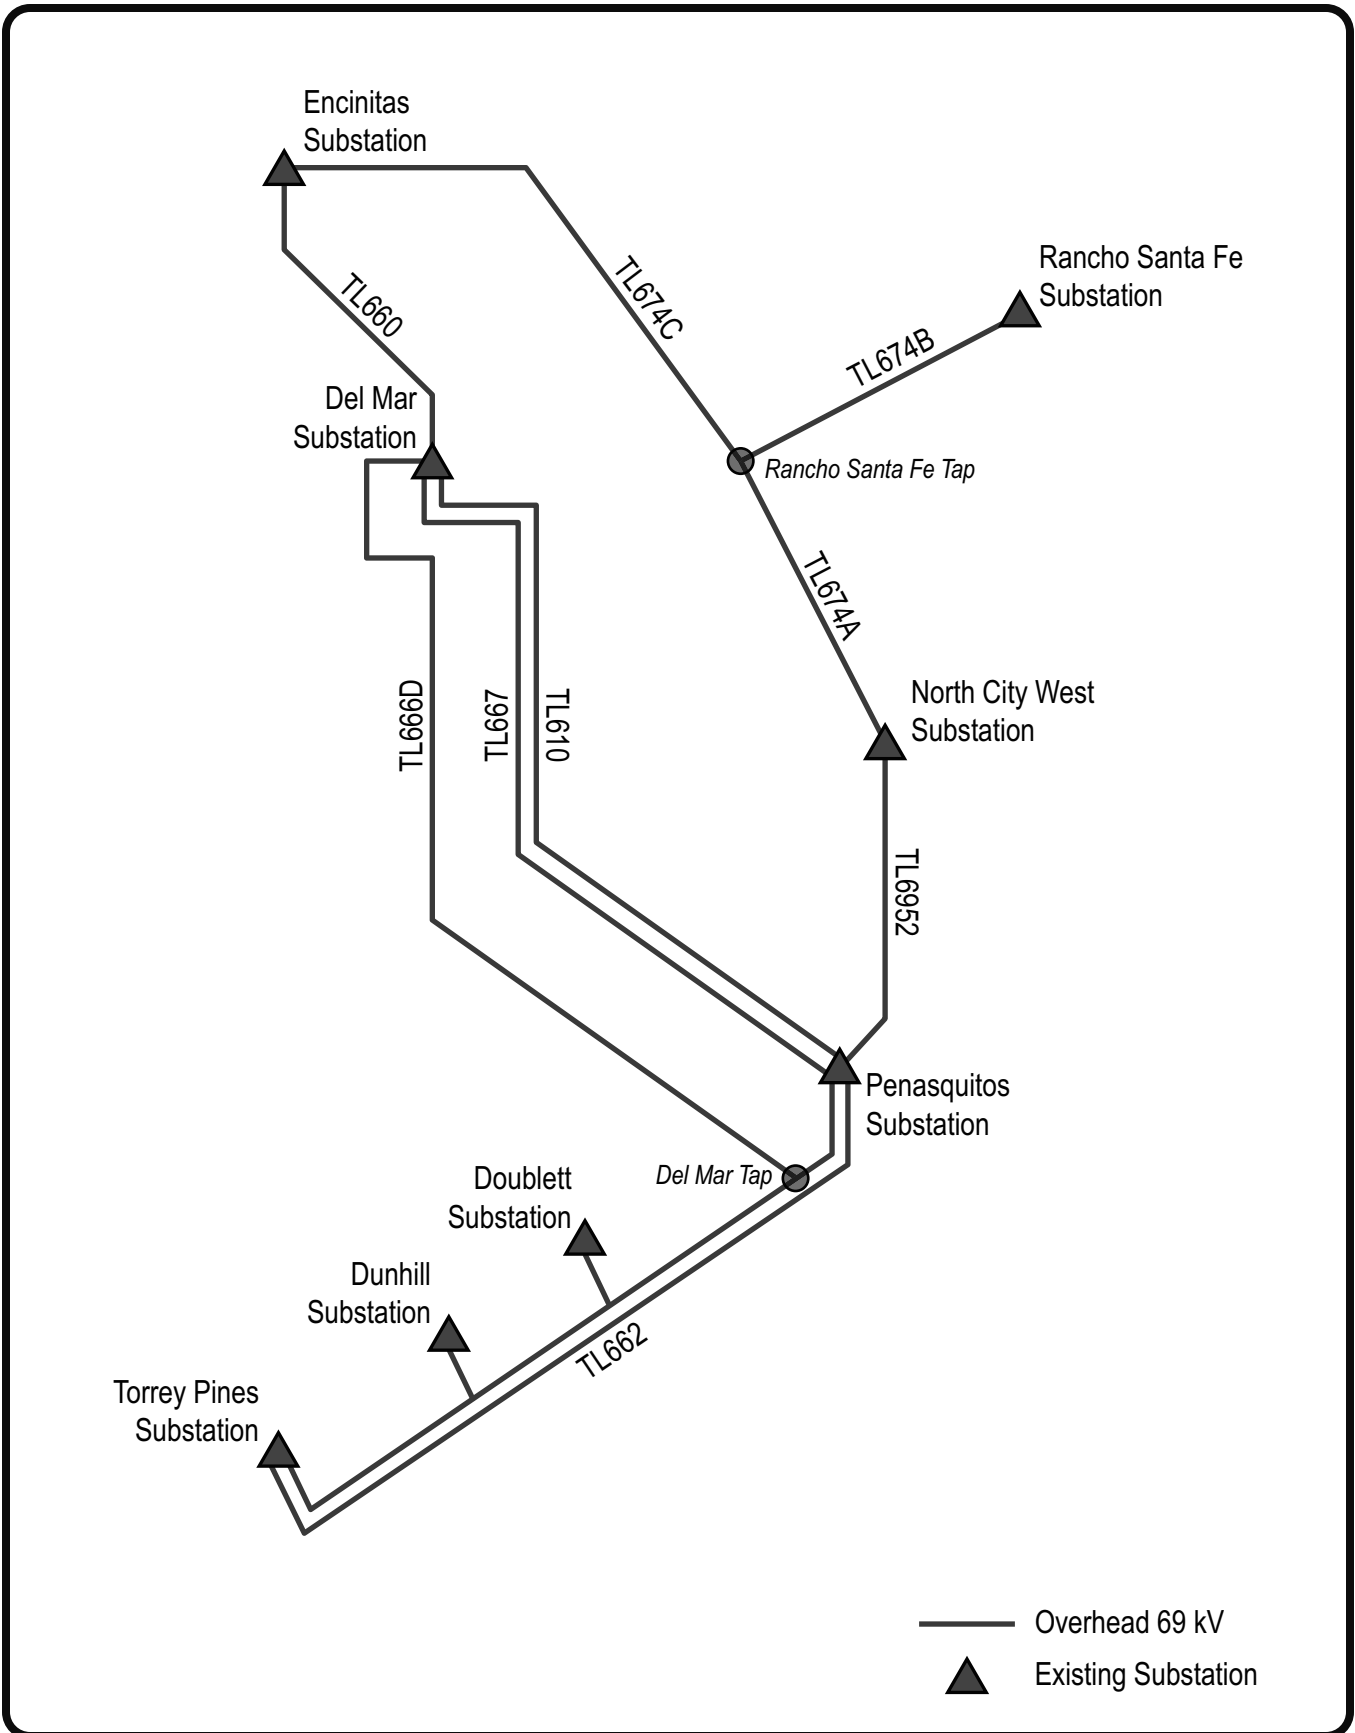 Encinitas
Substation
TL674C
Rancho Santa Fe
Substation
TL660
TL674B
Del Mar
Substation
Rancho Santa Fe Tap
TL674A
TL666D
TL667
TL610
North City West
Substation
TL6952
Penasquitos
Substation
Del Mar Tap
Doublett
Substation
Dunhill
Substation
TL662
Torrey Pines
Substation
Overhead 69 kV
Existing Substation